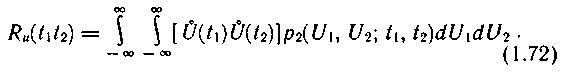 R_u(t_1 t_2) = ∫_{-∞}^{∞} ∫_{-∞}^{∞} [Ů(t_1) Ů(t_2)] p_2(U_1, U_2; t_1, t_2) dU_1 dU_2 .
(1.72)